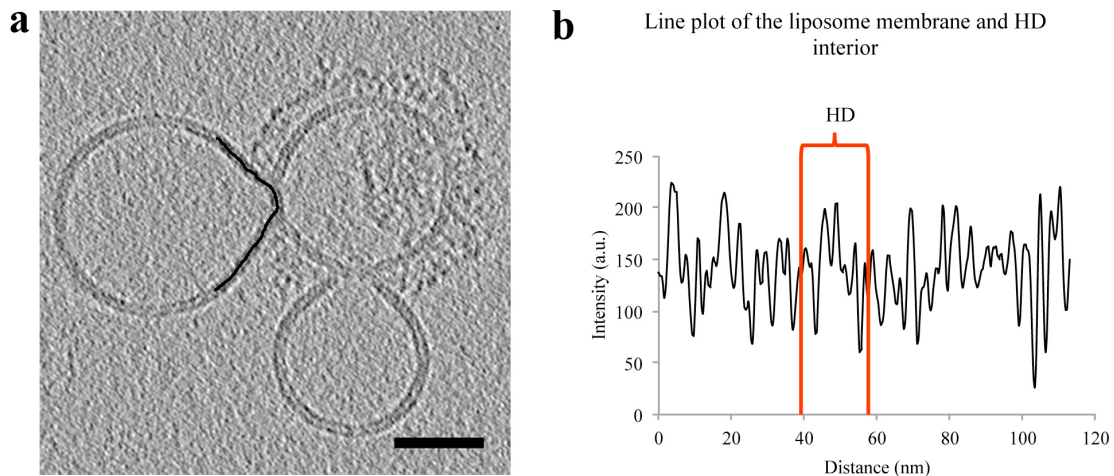 a
b
Line plot of the liposome membrane and HD
interior
HD
250
200
150
100
50
0
Intensity (a.u.)
0 20 40 60 80 100 120
Distance (nm)